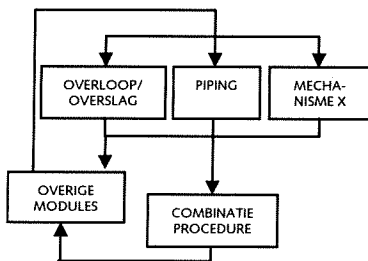 OVERLOOP/
OVERSLAG
PIPING
MECHA-
NISME X
OVERIGE
MODULES
COMBINATIE
PROCEDURE